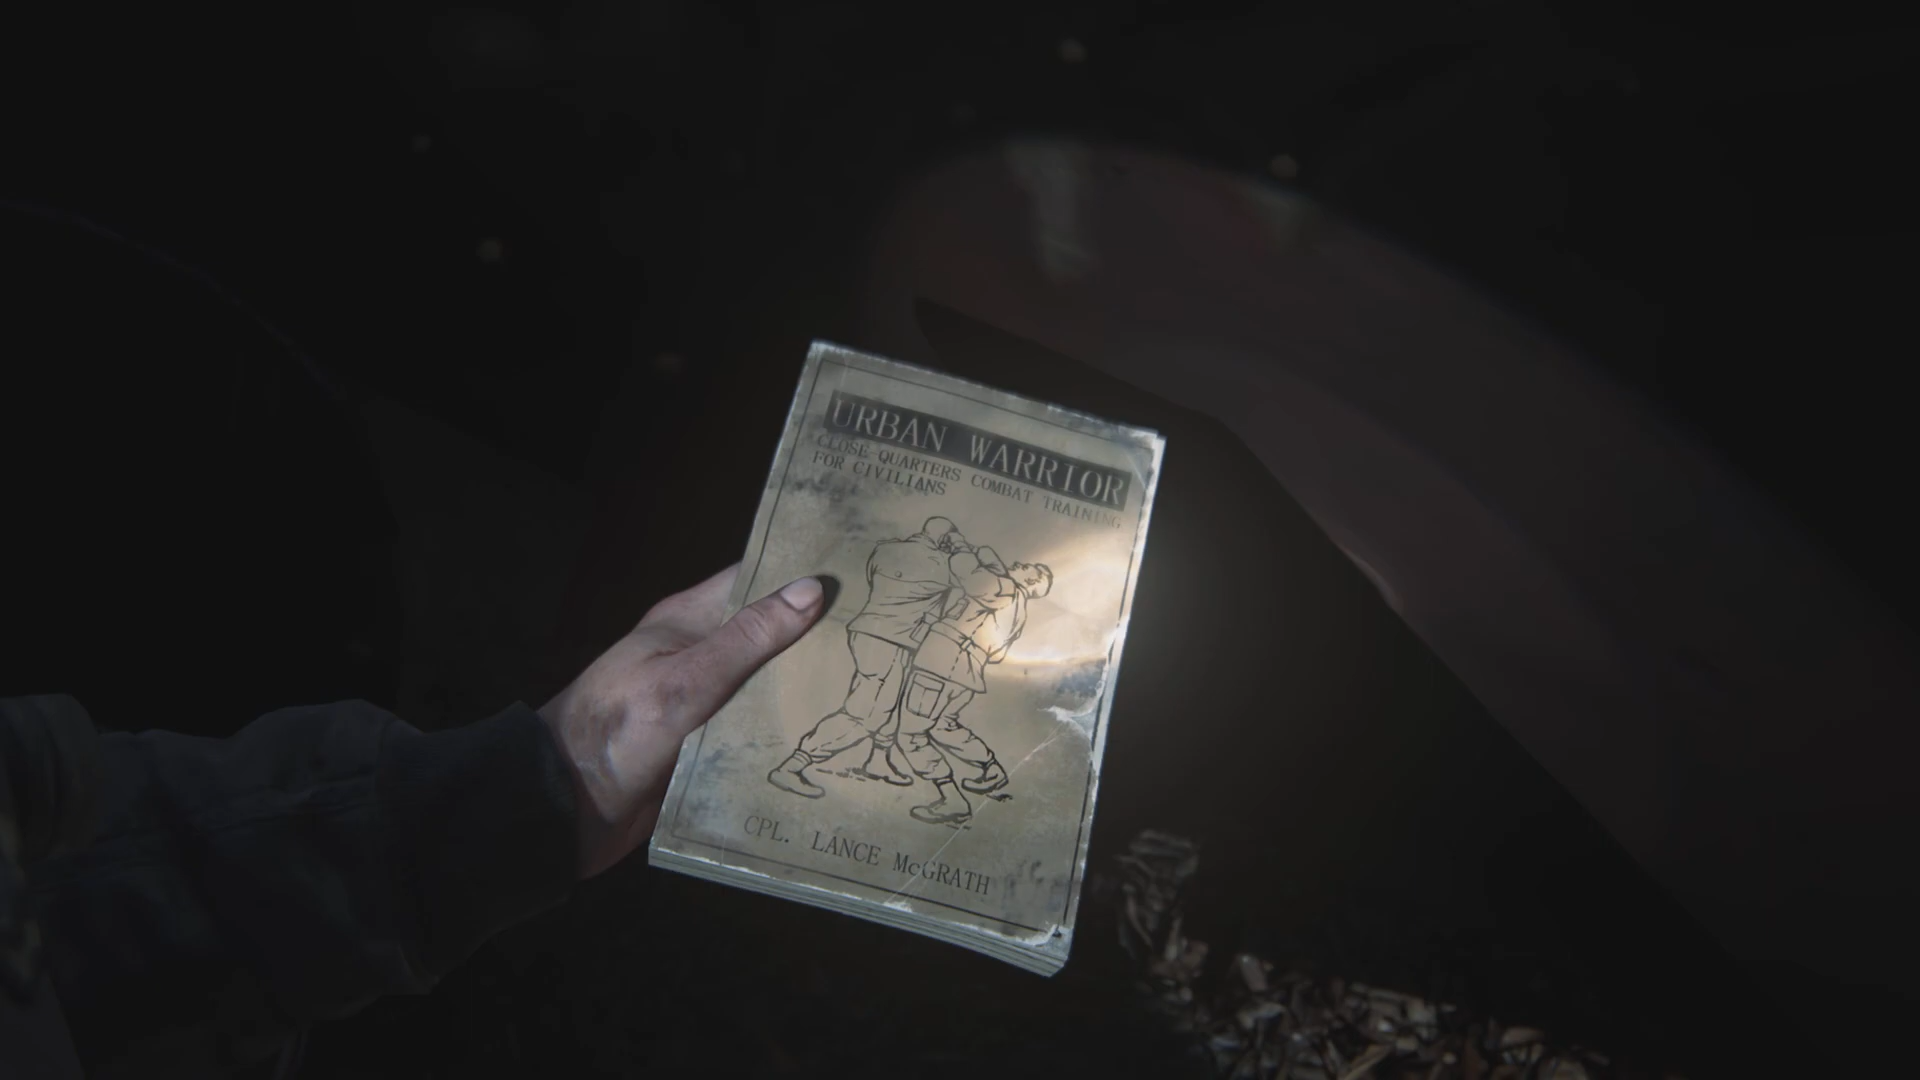 URBAN WARRIOR
CLOSE QUARTERS COMBAT TRAINING
FOR CIVILIANS
CPL. LANCE McGRATH